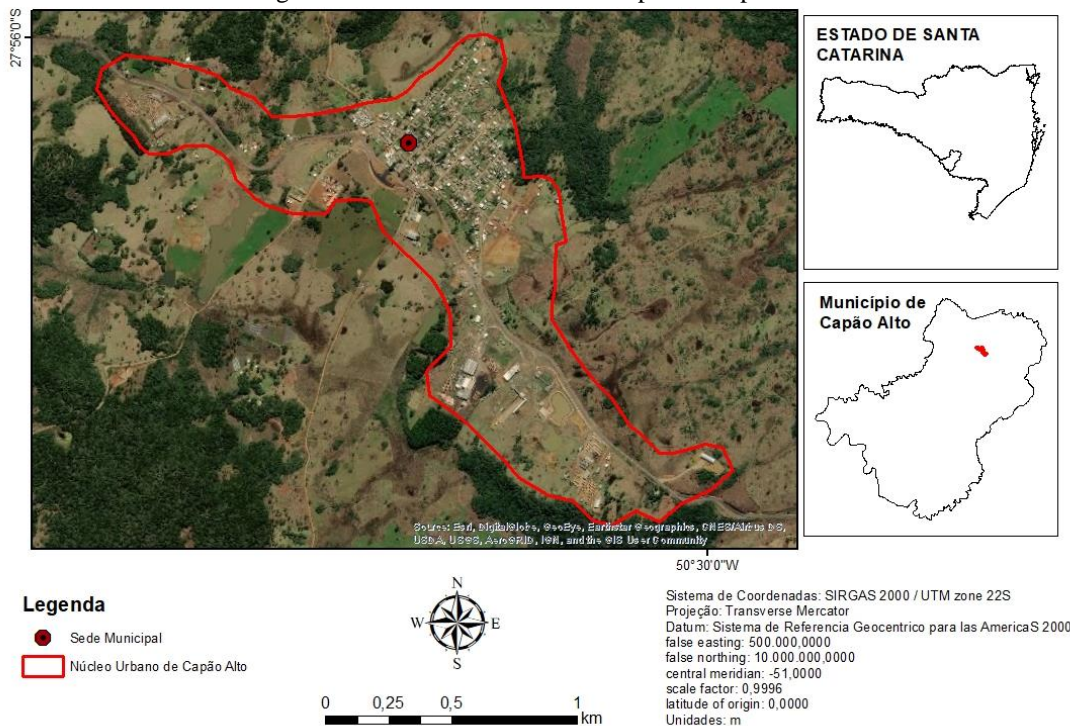 27°56'0"S
ESTADO DE SANTA
CATARINA
Município de
Capão Alto
Source: Esri, DigitalGlobe, GeoEye, Earthstar Geographics, CNES/Airbus DS,
USDA, USGS, AeroGRID, IGN, and the GIS User Community
50°30'0"W
Legenda
Sede Municipal
Núcleo Urbano de Capão Alto
N
W
E
S
0 0,25 0,5 1
km
Sistema de Coordenadas: SIRGAS 2000 / UTM zone 22S
Projeção: Transverse Mercator
Datum: Sistema de Referencia Geocentrico para las AmericaS 2000
false easting: 500.000,0000
false northing: 10.000.000,0000
central meridian: -51,0000
scale factor: 0,9996
latitude of origin: 0,0000
Unidades: m